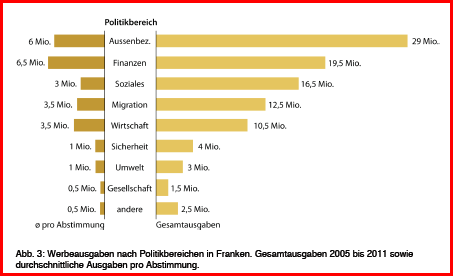 Politikbereich
6 Mio. Aussenbez. 29 Mio.
6,5 Mio. Finanzen 19,5 Mio.
3 Mio. Soziales 16,5 Mio.
3,5 Mio. Migration 12,5 Mio.
3,5 Mio. Wirtschaft 10,5 Mio.
1 Mio. Sicherheit 4 Mio.
1 Mio. Umwelt 3 Mio.
0,5 Mio. Gesellschaft 1,5 Mio.
0,5 Mio. andere 2,5 Mio.
ø pro Abstimmung Gesamtausgaben
Abb. 3: Werbeausgaben nach Politikbereichen in Franken. Gesamtausgaben 2005 bis 2011 sowie
durchschnittliche Ausgaben pro Abstimmung.